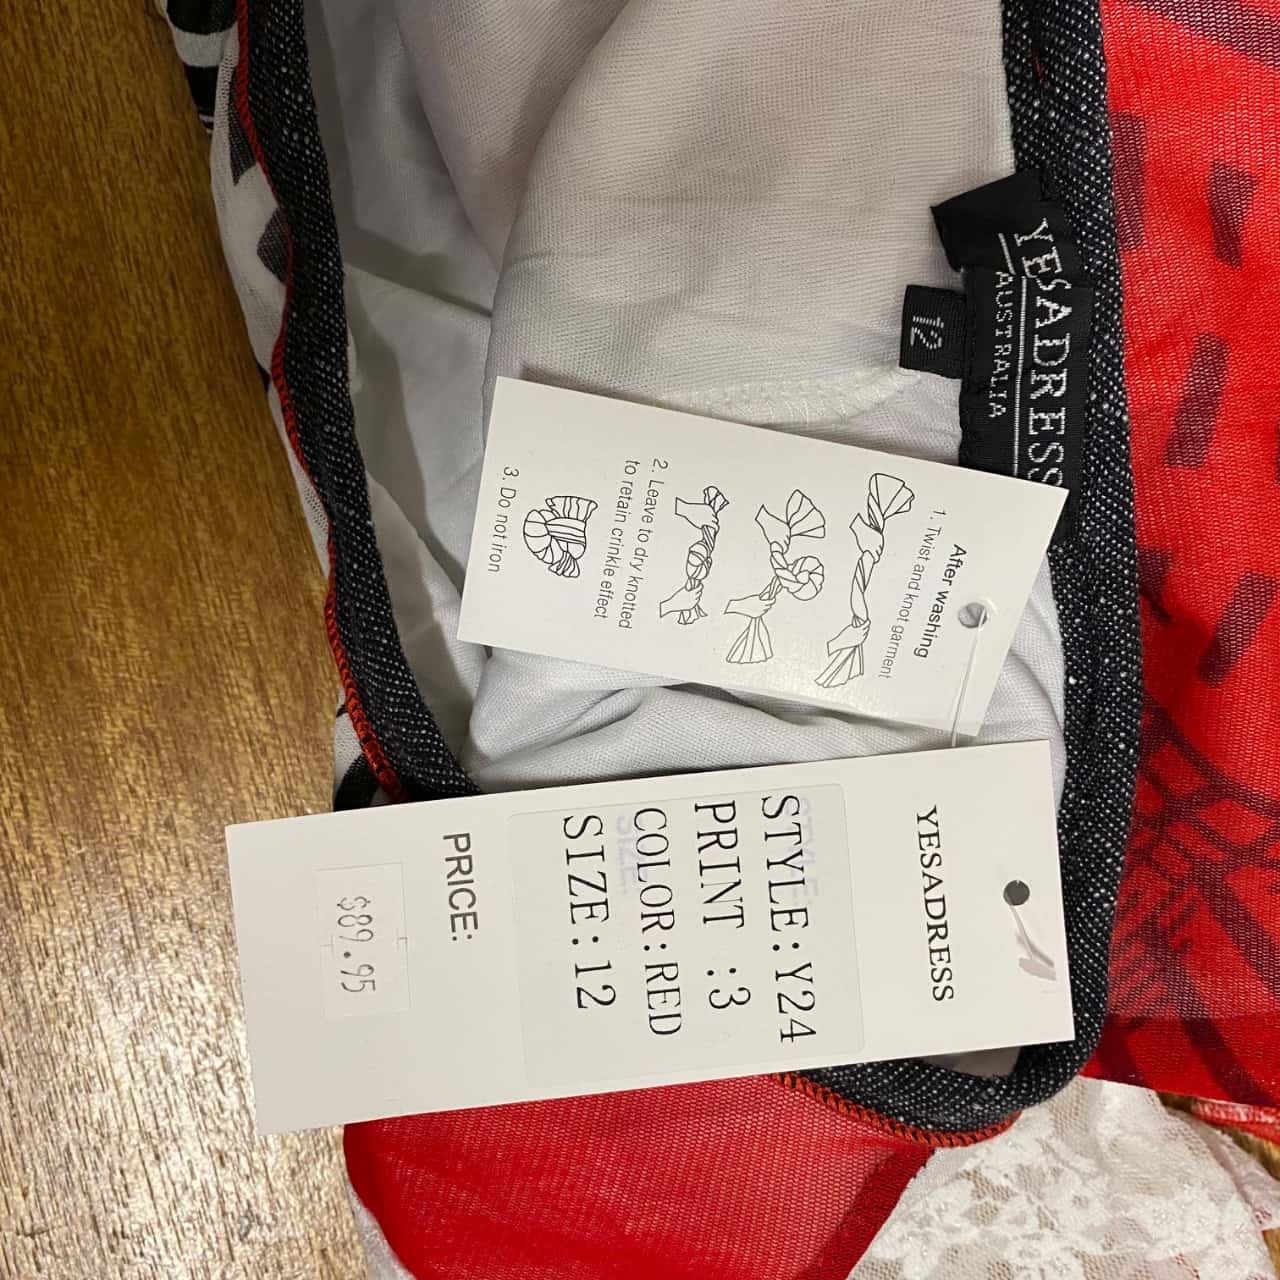 YESADRESS
AUSTRALIA
12
After washing
1. Twist and knot garment
2. Leave to dry knotted
to retain crinkle effect
3. Do not iron
YESADRESS
STYLE:Y24
PRINT :3
COLOR:RED
SIZE:12
PRICE:
$89.95